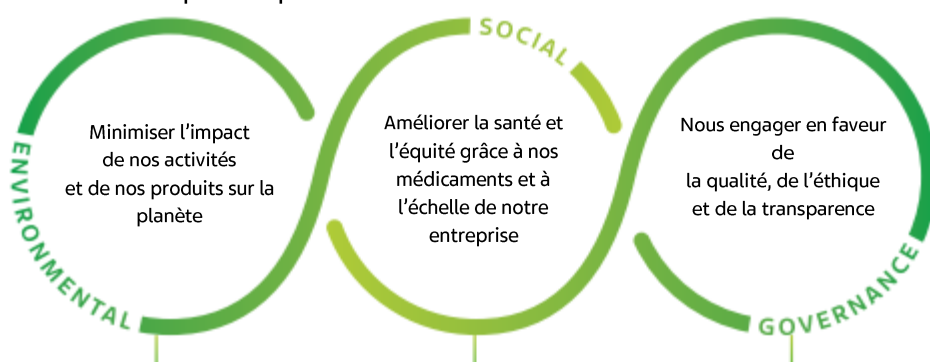 SOCIAL
ENVIRONMENTAL
Minimiser l’impact
de nos activités
et de nos produits sur la
planète
Améliorer la santé et
l’équité grâce à nos
médicaments et à
l’échelle de notre
entreprise
Nous engager en faveur
de
la qualité, de l’éthique
et de la transparence
GOVERNANCE